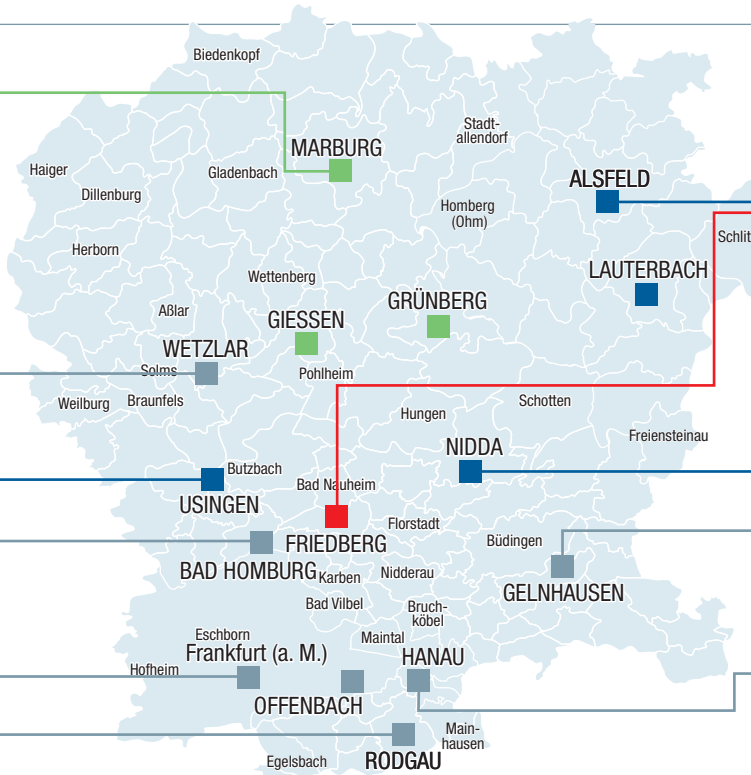 Biedenkopf
Stadt-
allendorf
MARBURG
Haiger
Gladenbach
ALSFELD
Dillenburg
Homberg
(Ohm)
Schlit
Herborn
Wettenberg
LAUTERBACH
Aßlar
GIESSEN
GRÜNBERG
WETZLAR
Solms
Pohlheim
Weilburg
Braunfels
Hungen
Schotten
Freiensteinau
NIDDA
Butzbach
Bad Nauheim
USINGEN
Florstadt
FRIEDBERG
Büdingen
BAD HOMBURG
Karben
Nidderau
GELNHAUSEN
Bad Vilbel
Bruch-
köbel
Eschborn
Maintal
Frankfurt (a. M.)
HANAU
Hofheim
OFFENBACH
Main-
hausen
Egelsbach
RODGAU